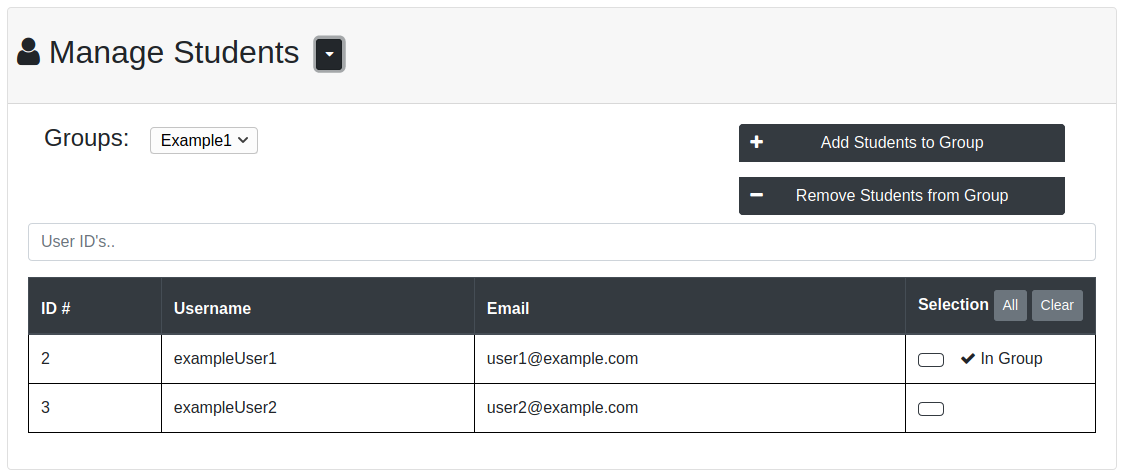 Manage Students
Groups: Example1
Add Students to Group
Remove Students from Group
User ID's..
ID # Username Email Selection All Clear
2 exampleUser1 user1@example.com In Group
3 exampleUser2 user2@example.com